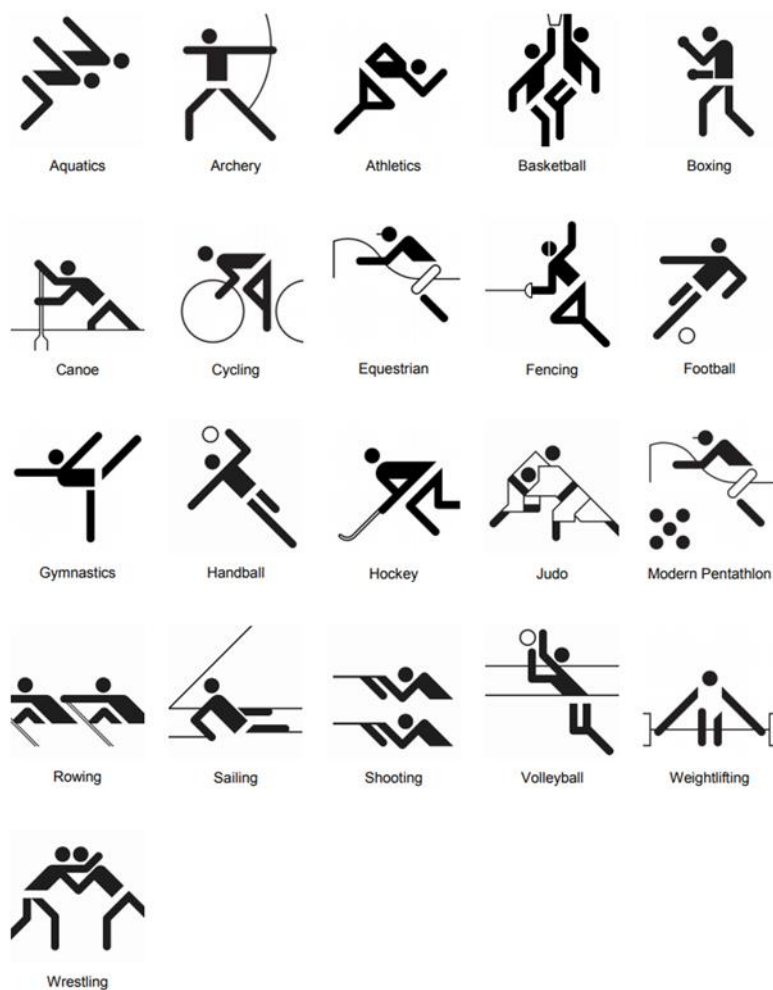 Aquatics
Archery
Athletics
Basketball
Boxing
Canoe
Cycling
Equestrian
Fencing
Football
Gymnastics
Handball
Hockey
Judo
Modern Pentathlon
Rowing
Sailing
Shooting
Volleyball
Weightlifting
Wrestling